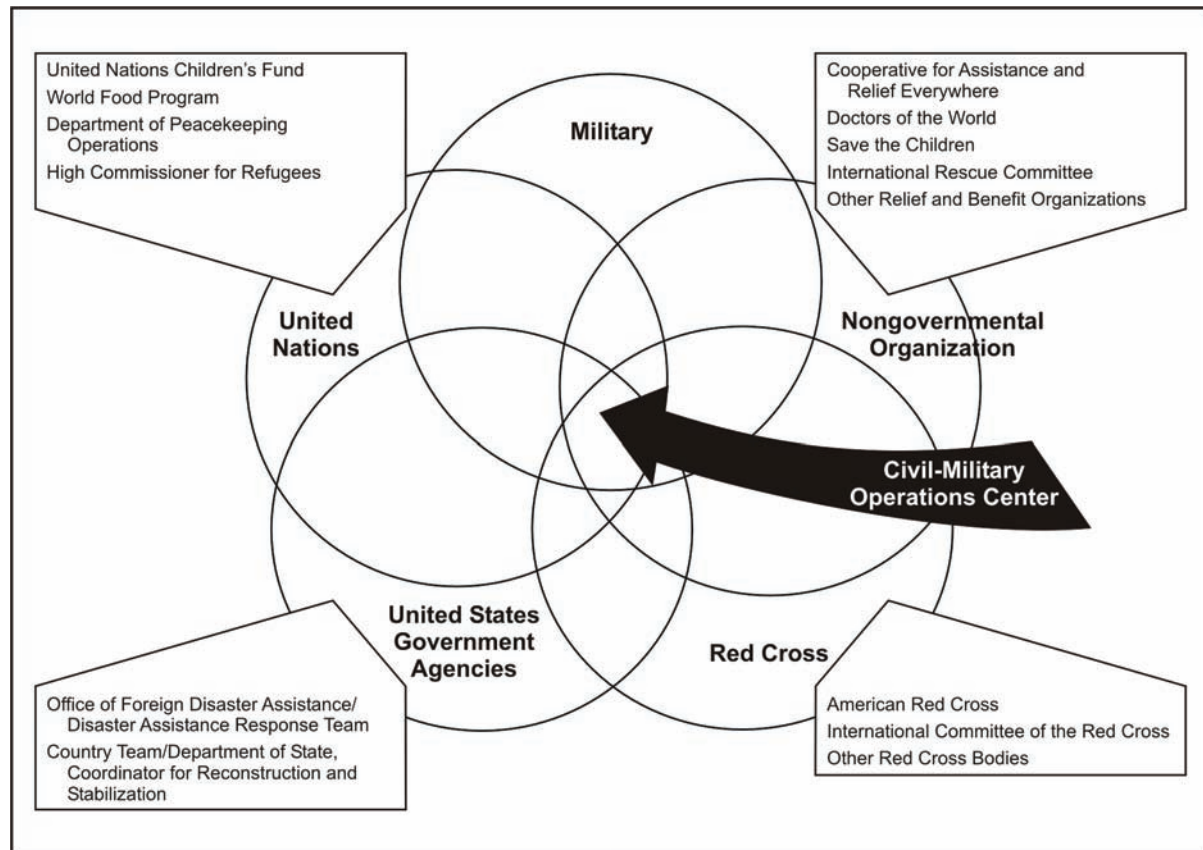 United Nations Children’s Fund
World Food Program
Department of Peacekeeping
Operations
High Commissioner for Refugees
Military
Cooperative for Assistance and
Relief Everywhere
Doctors of the World
Save the Children
International Rescue Committee
Other Relief and Benefit Organizations
United
Nations
Nongovernmental
Organization
Civil-Military
Operations Center
United States
Government
Agencies
Red Cross
Office of Foreign Disaster Assistance/
Disaster Assistance Response Team
Country Team/Department of State,
Coordinator for Reconstruction and
Stabilization
American Red Cross
International Committee of the Red Cross
Other Red Cross Bodies